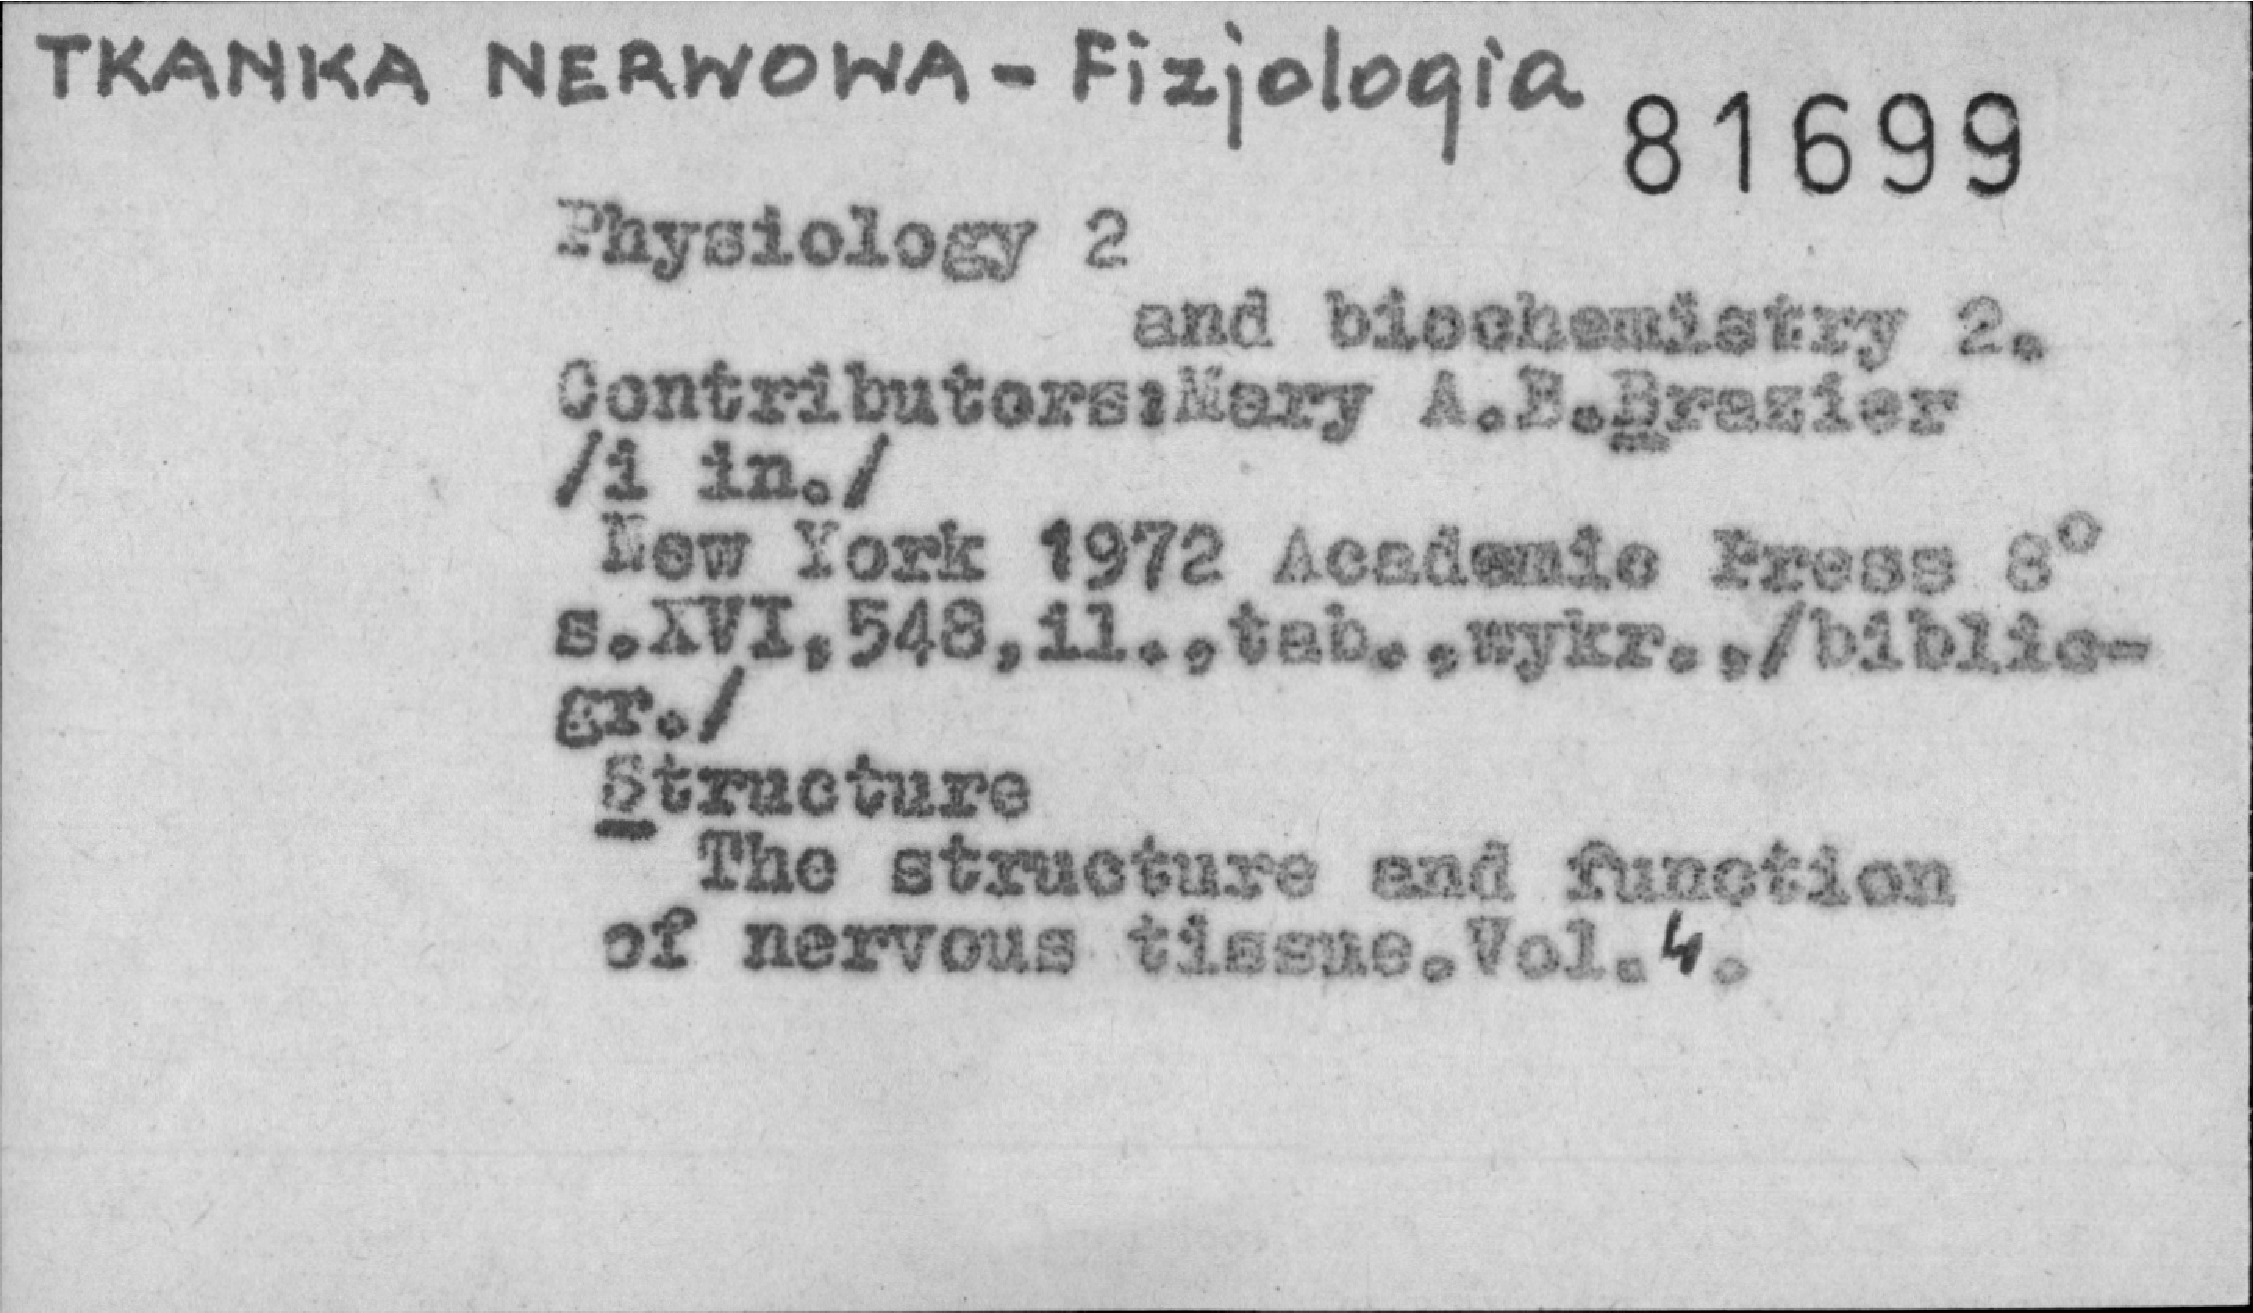 TKANKA NERWOWA - Fizjologia
81699
Physiology 2
and biochemistry 2.
Contributors:Mary A.B.Brazier
/i in./
New York 1972 Academic Press 8°
s.XVI,548,il.,tab.,wykr.,/biblio-
gr./
Structure
The structure and function
of nervous tissue.Vol.4.